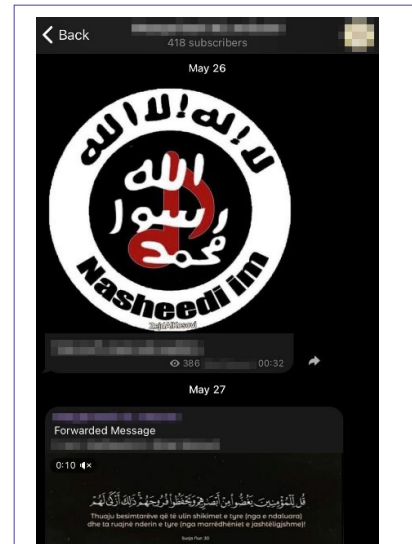 Back
418 subscribers
May 26
لا إله إلا الله
الله
رسول
محمد
Nasheedi im
ZejdAlKosovi
386
00:32
May 27
Forwarded Message
0:10
قُل لِّلْمُؤْمِنِينَ يَغُضُّوا مِنْ أَبْصَارِهِمْ وَيَحْفَظُوا فُرُوجَهُمْ ذَٰلِكَ أَزْكَىٰ لَهُمْ
Thuaju besimtarëve që të ulin shikimet e tyre (nga e ndaluara)
dhe ta ruajnë nderin e tyre (nga marrëdhëniet e jashtëligjshme)!